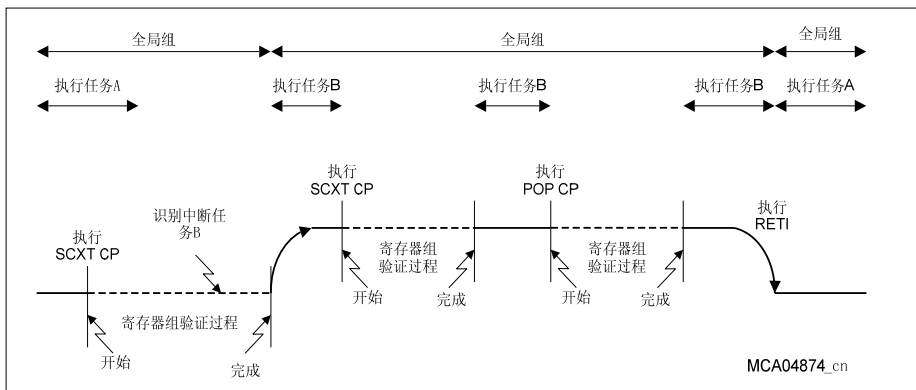 全局组
全局组
全局组
执行任务A
执行任务B
执行任务B
执行任务B
执行任务A
执行
SCXT CP
执行
POP CP
执行
RETI
识别中断任
务B
执行
SCXT CP
寄存器组
验证过程
寄存器组
验证过程
开始
完成
开始
完成
寄存器组验证过程
开始
完成
MCA04874_cn